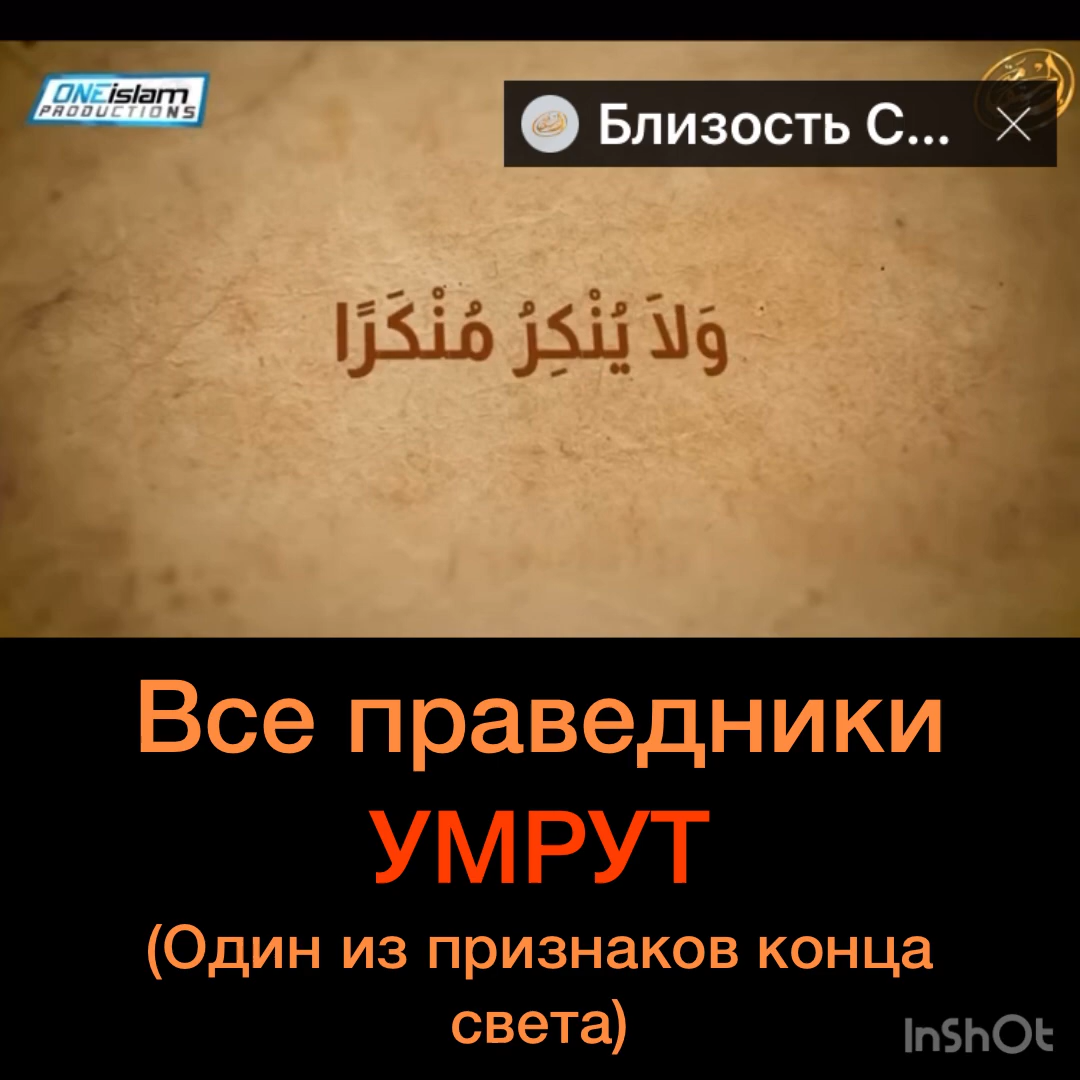 ONEislam
PRODUCTIONS
Близость С...
وَلاَ يُنْكِرُ مُنْكَرًا
Все праведники
УМРУТ
(Один из признаков конца
света)
InShOt